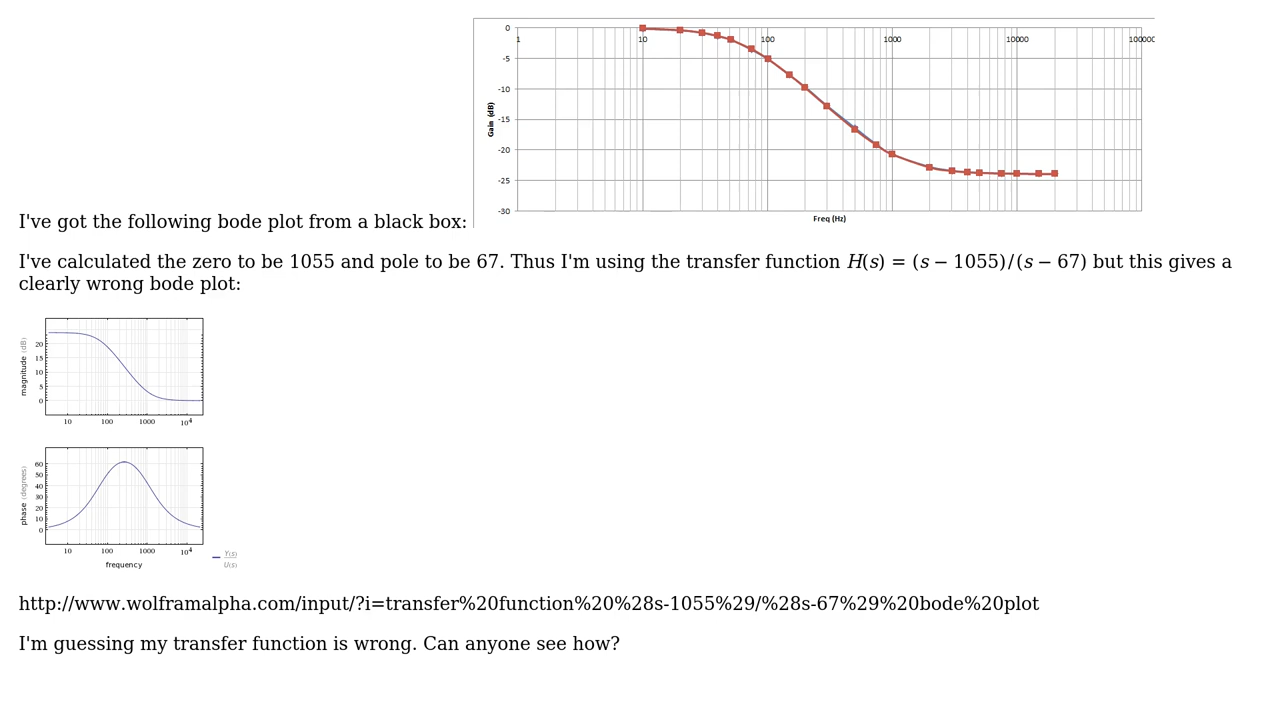 0
-5
-10
-15
-20
-25
-30
1 10 100 1000 10000 100000
Gain (dB)
Freq (Hz)
I've got the following bode plot from a black box:
I've calculated the zero to be 1055 and pole to be 67. Thus I'm using the transfer function H(s) = (s − 1055)/(s − 67) but this gives a
clearly wrong bode plot:
magnitude (dB)
20
15
10
5
0
10 100 1000 10⁴
phase (degrees)
60
50
40
30
20
10
0
10 100 1000 10⁴
frequency
Y(s)
U(s)
http://www.wolframalpha.com/input/?i=transfer%20function%20%28s-1055%29/%28s-67%29%20bode%20plot
I'm guessing my transfer function is wrong. Can anyone see how?